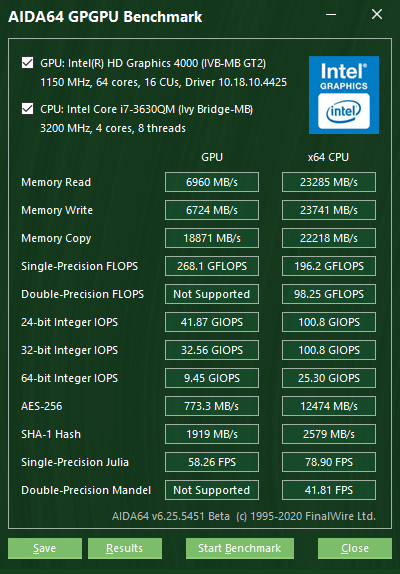 AIDA64 GPGPU Benchmark
GPU: Intel(R) HD Graphics 4000 (IVB-MB GT2)
1150 MHz, 64 cores, 16 CUs, Driver 10.18.10.4425
CPU: Intel Core i7-3630QM (Ivy Bridge-MB)
3200 MHz, 4 cores, 8 threads
Intel®
GRAPHICS
intel
GPU x64 CPU
Memory Read 6960 MB/s 23285 MB/s
Memory Write 6724 MB/s 23741 MB/s
Memory Copy 18871 MB/s 22218 MB/s
Single-Precision FLOPS 268.1 GFLOPS 196.2 GFLOPS
Double-Precision FLOPS Not Supported 98.25 GFLOPS
24-bit Integer IOPS 41.87 GIOPS 100.8 GIOPS
32-bit Integer IOPS 32.56 GIOPS 100.8 GIOPS
64-bit Integer IOPS 9.45 GIOPS 25.30 GIOPS
AES-256 773.3 MB/s 12474 MB/s
SHA-1 Hash 1919 MB/s 2579 MB/s
Single-Precision Julia 58.26 FPS 78.90 FPS
Double-Precision Mandel Not Supported 41.81 FPS
AIDA64 v6.25.5451 Beta (c) 1995-2020 FinalWire Ltd.
Save Results Start Benchmark Close